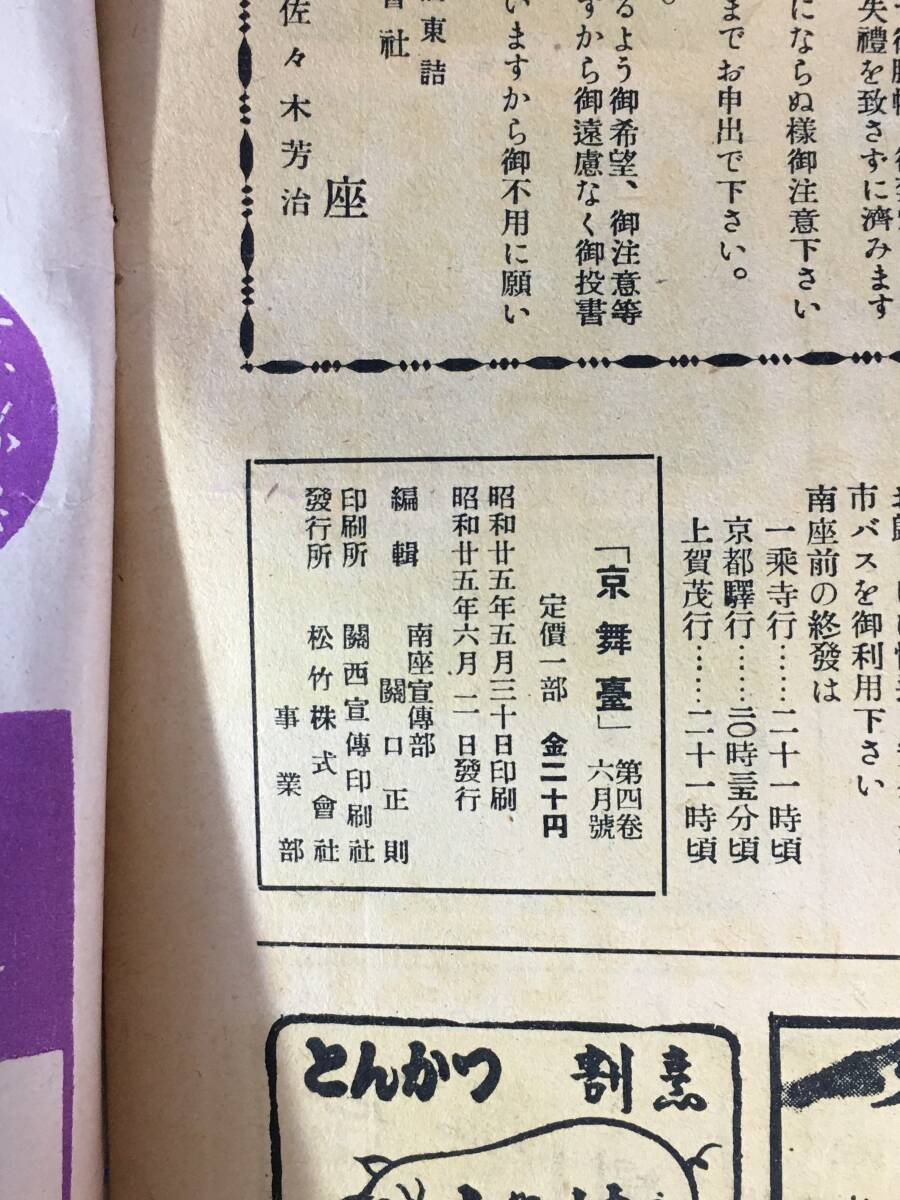 失禮を致さずに濟みます
にならぬ様御注意下さい
までお申出で下さい。
るよう御希望、御注意等
すから御遠慮なく御投書
いますから御不用に願い
東詰
會社
座
佐々木芳治
市バスを御利用下さい
南座前の終發は
一乘寺行……二十一時頃
京都驛行……二〇時三五分頃
上賀茂行……二十一時頃
「京舞臺」 第四卷 六月號
定價一部 金二十円
昭和廿五年五月三十日印刷
昭和廿五年六月一日發行
編輯 南座宣傳部
關口正則
印刷所 關西宣傳印刷社
發行所 松竹株式會社
事業部
とんかつ 割烹